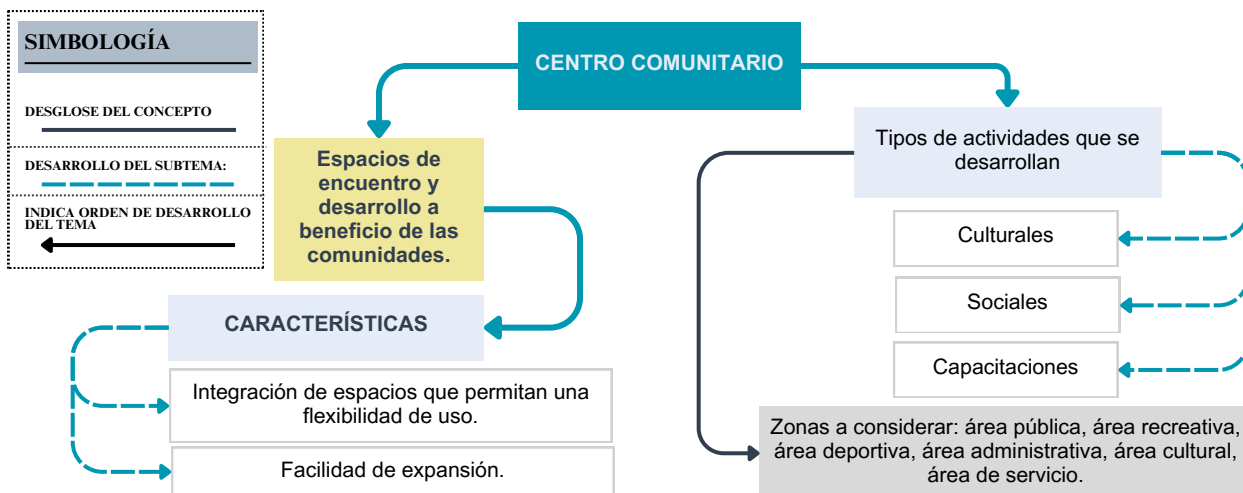 SIMBOLOGÍA
DESGLOSE DEL CONCEPTO
DESARROLLO DEL SUBTEMA:
INDICA ORDEN DE DESARROLLO
DEL TEMA
CENTRO COMUNITARIO
Espacios de
encuentro y
desarrollo a
beneficio de las
comunidades.
CARACTERÍSTICAS
Integración de espacios que permitan una
flexibilidad de uso.
Facilidad de expansión.
Tipos de actividades que se
desarrollan
Culturales
Sociales
Capacitaciones
Zonas a considerar: área pública, área recreativa,
área deportiva, área administrativa, área cultural,
área de servicio.